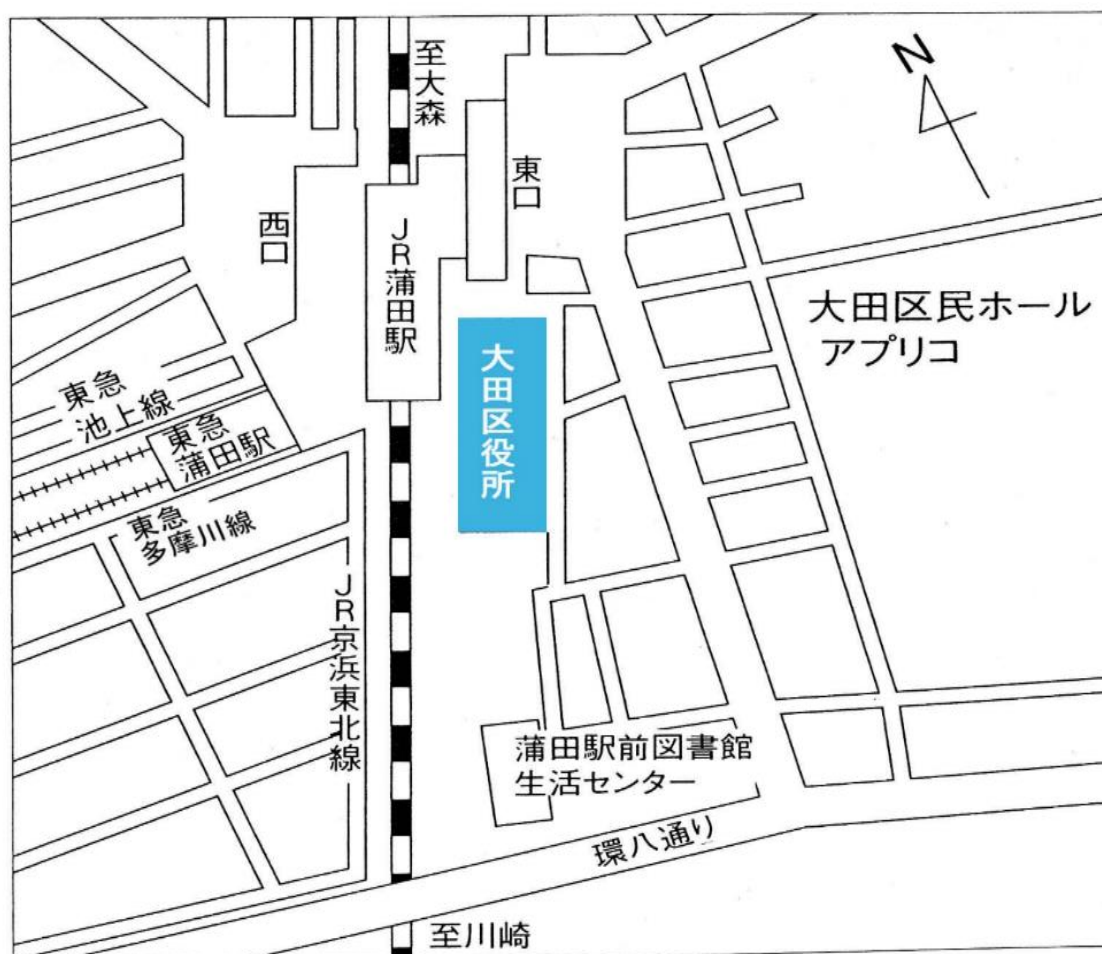 至大森
N
東口
西口
JR蒲田駅
大田区民ホール
アプリコ
大田区役所
東急
池上線
東急
蒲田駅
東急
多摩川線
JR京浜東北線
蒲田駅前図書館
生活センター
環八通り
至川崎